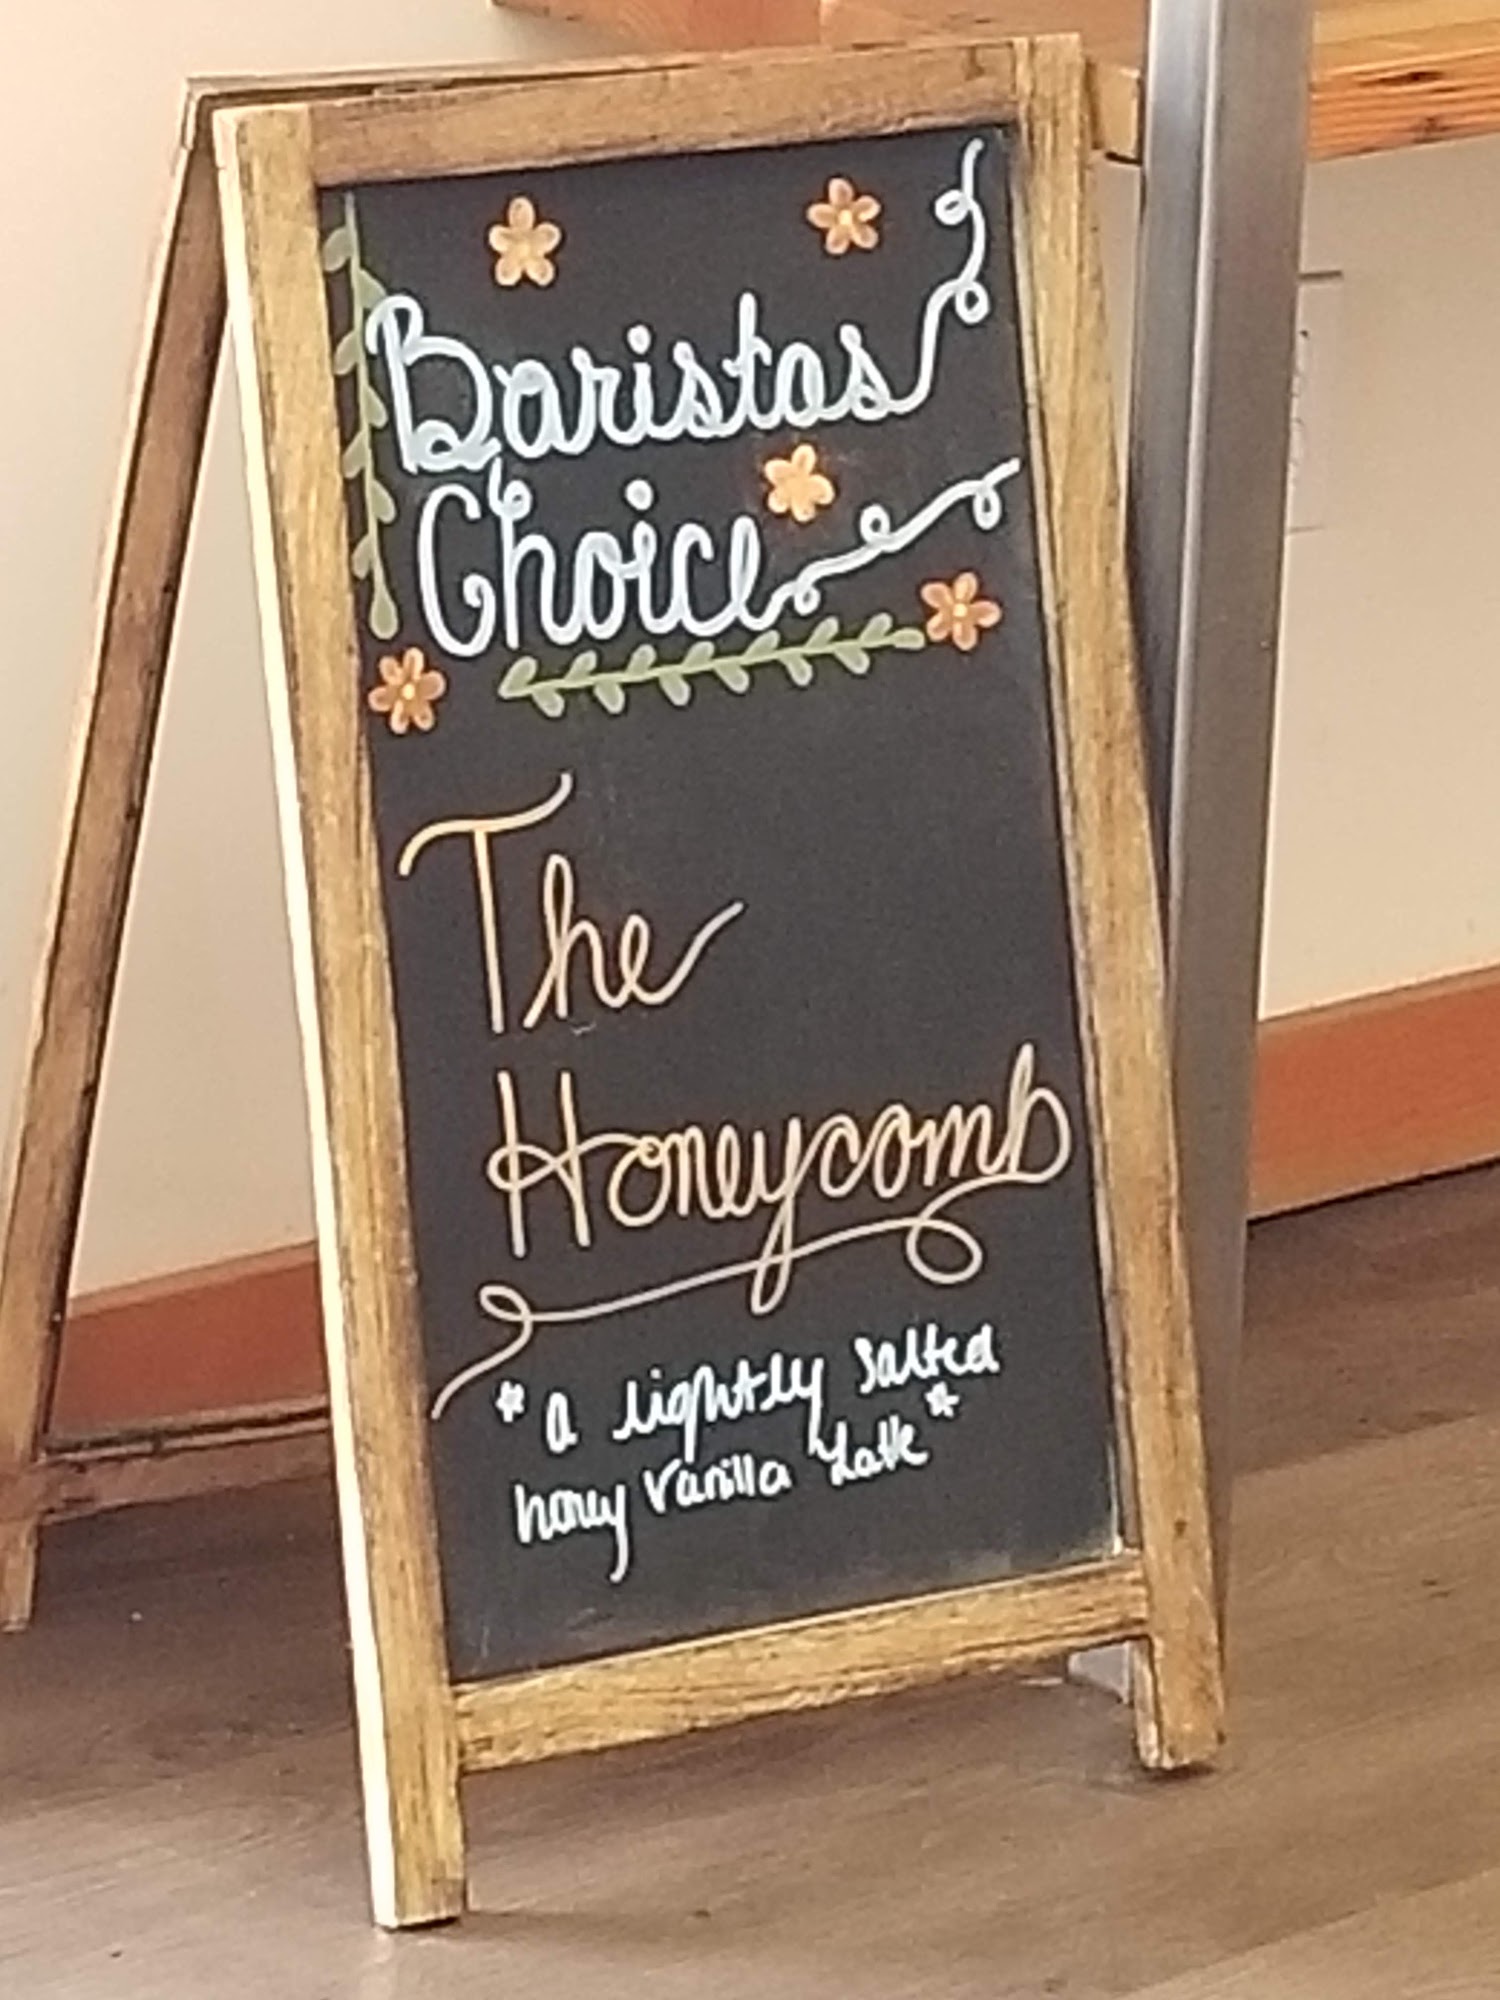 Baristas
Choice
The
Honeycomb
*a lightly salted
honey vanilla Latte*